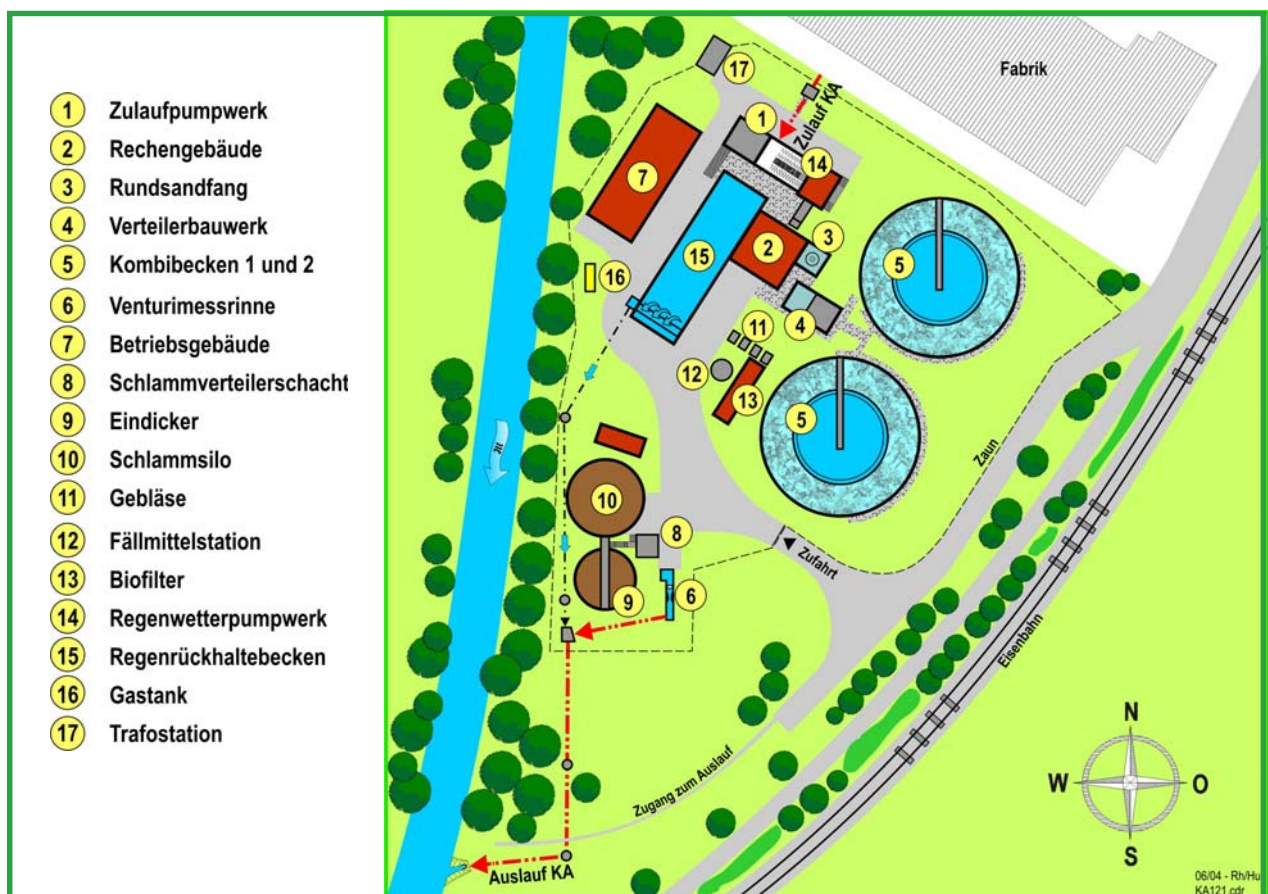 1 Zulaufpumpwerk
2 Rechengebäude
3 Rundsandfang
4 Verteilerbauwerk
5 Kombibecken 1 und 2
6 Venturimessrinne
7 Betriebsgebäude
8 Schlammverteilerschacht
9 Eindicker
10 Schlammsilo
11 Gebläse
12 Fällmittelstation
13 Biofilter
14 Regenwetterpumpwerk
15 Regenrückhaltebecken
16 Gastank
17 Trafostation
Fabrik
17
Zulauf KA
1
14
7
3
2
15
5
16
4
11
12
13
5
Zaun
Ill
10
8
Zufahrt
9
6
Eisenbahn
Zugang zum Auslauf
Auslauf KA
N
W
O
S
06/04 - Rh/Hu
KA121.cdr